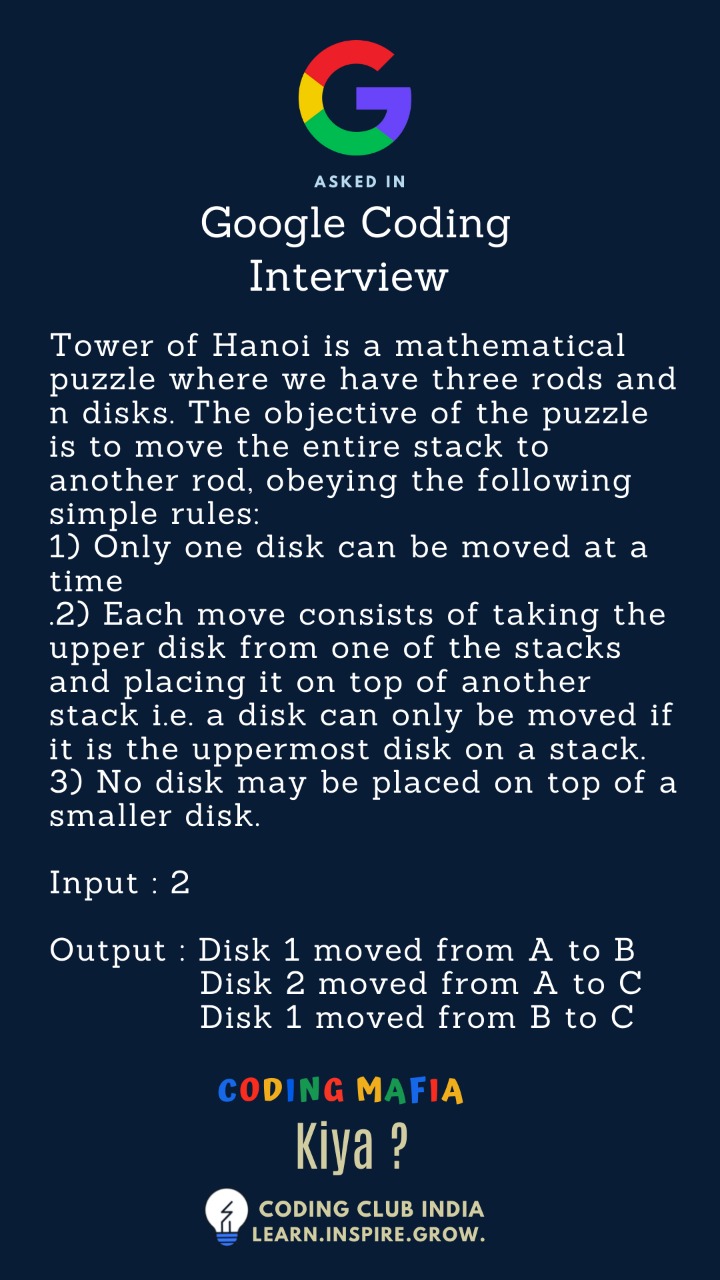 ASKED IN
Google Coding
Interview
Tower of Hanoi is a mathematical
puzzle where we have three rods and
n disks. The objective of the puzzle
is to move the entire stack to
another rod, obeying the following
simple rules:
1) Only one disk can be moved at a
time
.2) Each move consists of taking the
upper disk from one of the stacks
and placing it on top of another
stack i.e. a disk can only be moved if
it is the uppermost disk on a stack.
3) No disk may be placed on top of a
smaller disk.
Input : 2
Output : Disk 1 moved from A to B
Disk 2 moved from A to C
Disk 1 moved from B to C
CODING MAFIA
Kiya ?
CODING CLUB INDIA
LEARN.INSPIRE.GROW.